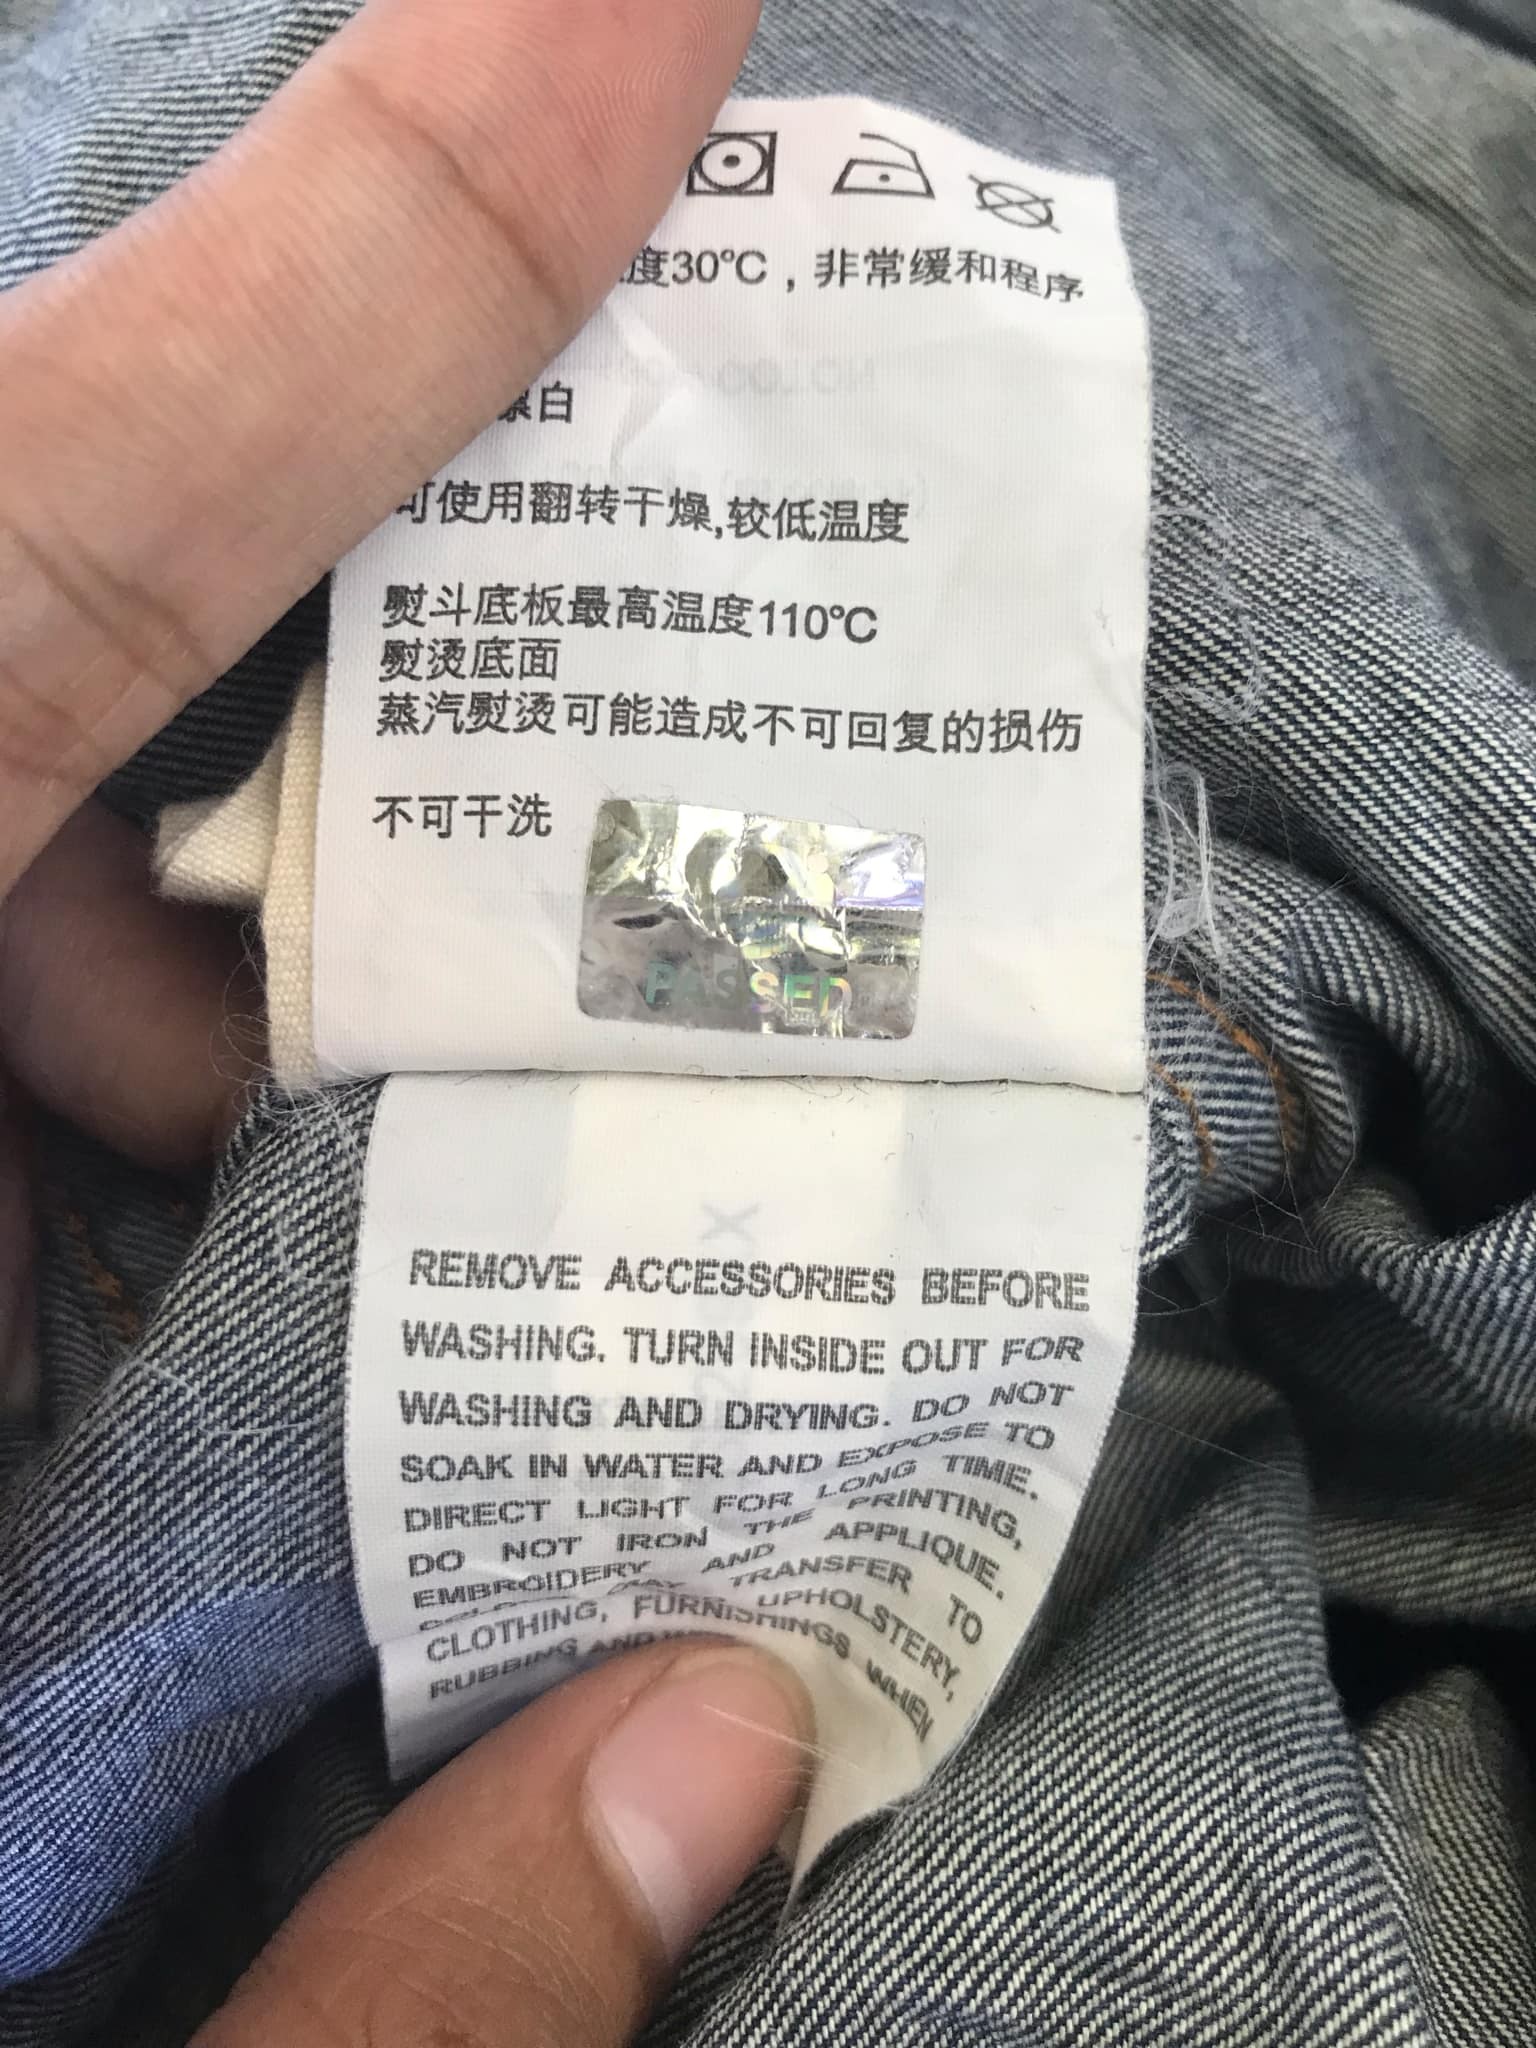 度30℃，非常缓和程序
漂白
可使用翻转干燥,较低温度
熨斗底板最高温度110℃
熨烫底面
蒸汽熨烫可能造成不可回复的损伤
不可干洗
PASSED
REMOVE ACCESSORIES BEFORE
WASHING. TURN INSIDE OUT FOR
WASHING AND DRYING. DO NOT
SOAK IN WATER AND EXPOSE TO
DIRECT LIGHT FOR LONG TIME.
DO NOT IRON THE PRINTING,
EMBROIDERY AND APPLIQUE.
MAY TRANSFER TO
CLOTHING, FURNISHINGS UPHOLSTERY,
RUBBING AND WHEN